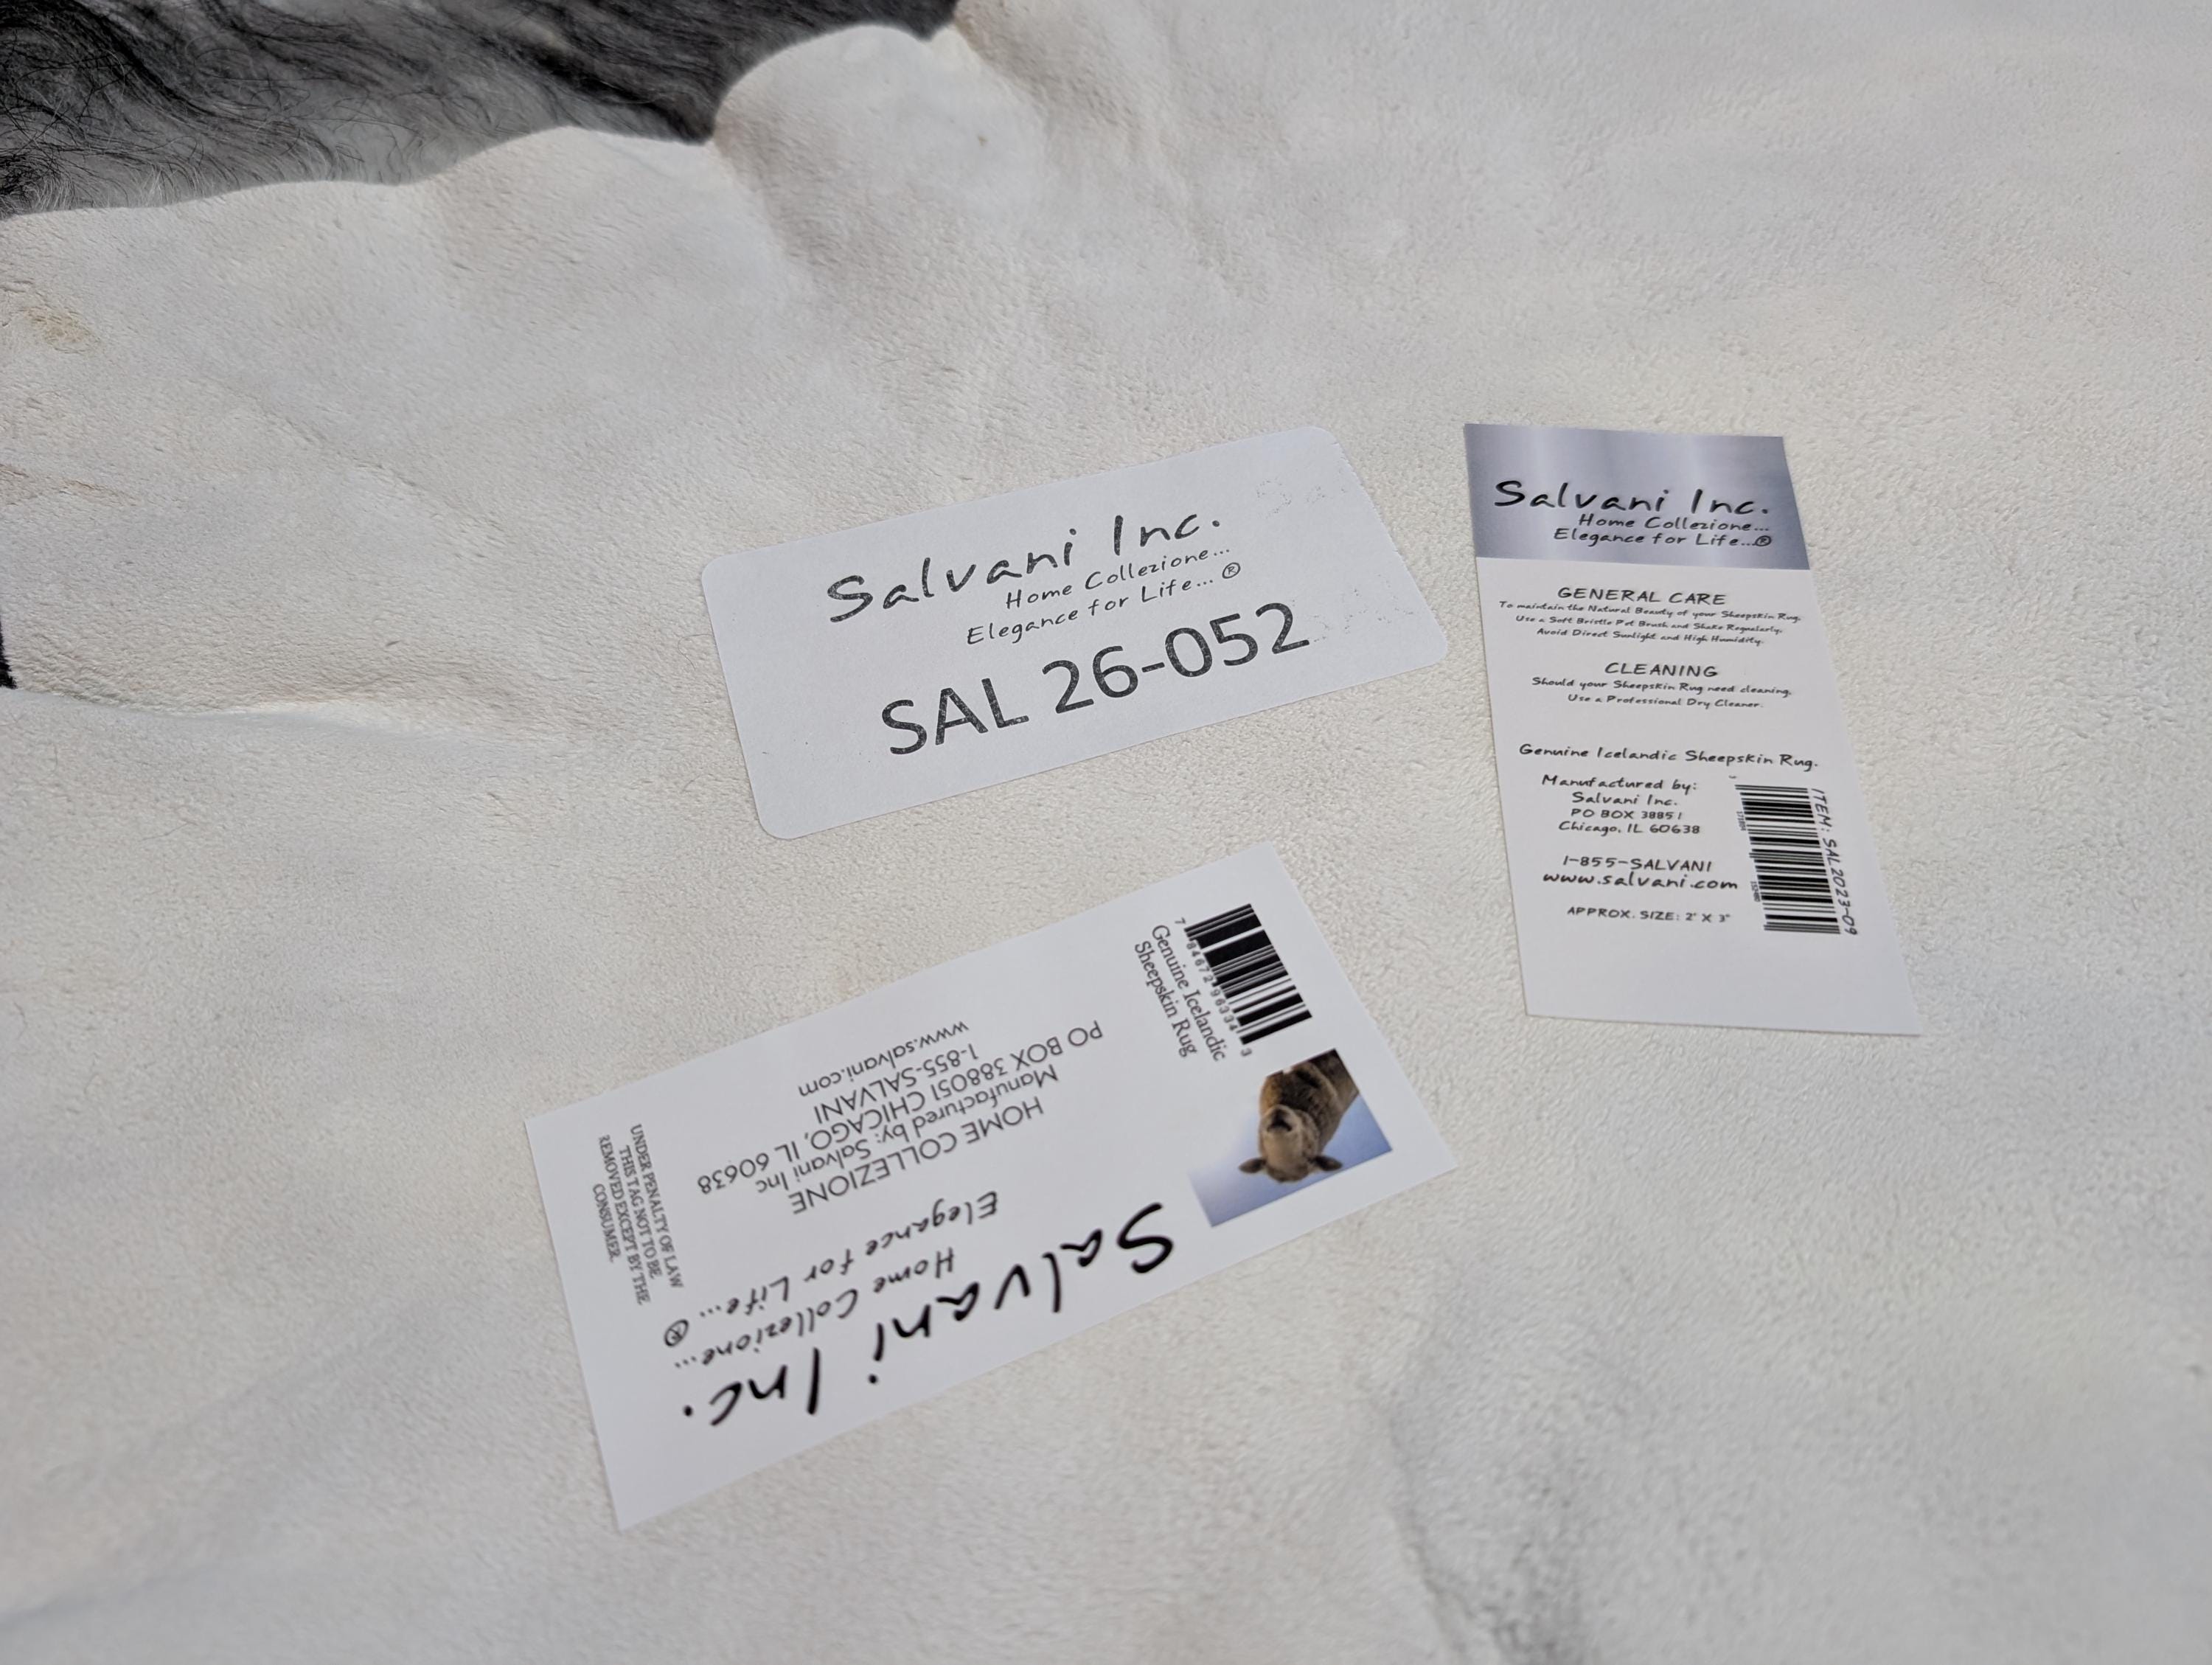 Salvani Inc.
Home Collezione...
Elegance for Life... ®
SAL 26-052
Salvani Inc.
Home Collezione...
Elegance for Life...®
GENERAL CARE
To maintain the Natural Beauty of your Sheepskin Rug.
Use a Soft Bristle Pet Brush and Shake Regualarly.
Avoid Direct Sunlight and High Humidity.
CLEANING
Should your Sheepskin Rug need cleaning,
Use a Professional Dry Cleaner.
Genuine Icelandic Sheepskin Rug.
Manufactured by:
Salvani Inc.
PO BOX 38851
Chicago, IL 60638
1-855-SALVANI
www.salvani.com
APPROX. SIZE: 2' X 3'
ITEM: SAL2023-09
Salvani Inc.
Home Collezione...
Elegance for Life... ®
HOME COLLEZIONE
Manufactured by: Salvani Inc
PO BOX 388051 CHICAGO, IL 60638
1-855-SALVANI
www.salvani.com
Genuine Icelandic
Sheepskin Rug
UNDER PENALTY OF LAW
THIS TAG NOT TO BE
REMOVED EXCEPT BY THE
CONSUMER.